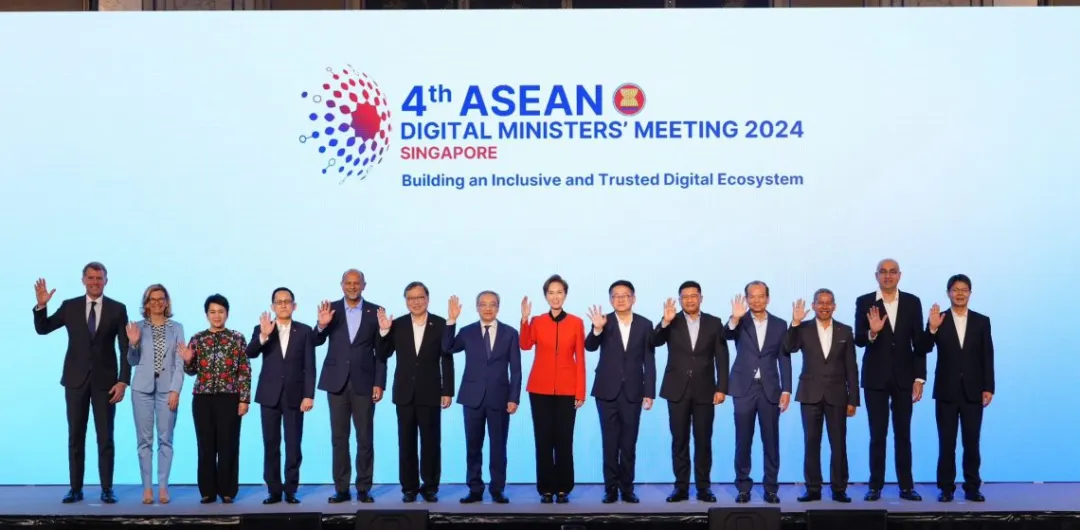 4th ASEAN
DIGITAL MINISTERS' MEETING 2024
SINGAPORE
Building an Inclusive and Trusted Digital Ecosystem